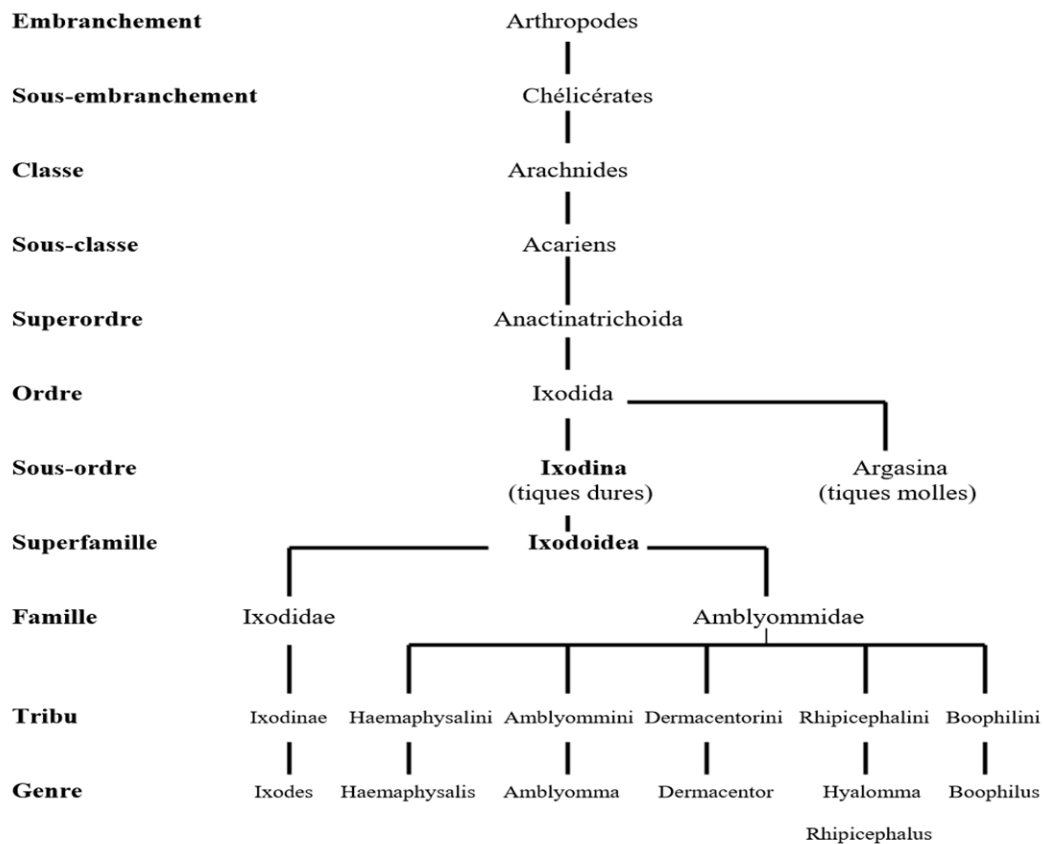 Embranchement Arthropodes
Sous-embranchement Chélicérates
Classe Arachnides
Sous-classe Acariens
Superordre Anactinatrichoida
Ordre Ixodida
Sous-ordre Ixodina Argasina
(tiques dures) (tiques molles)
Superfamille Ixodoidea
Famille Ixodidae Amblyommidae
Tribu Ixodinae Haemaphysalini Amblyommini Dermacentorini Rhipicephalini Boophilini
Genre Ixodes Haemaphysalis Amblyomma Dermacentor Hyalomma Boophilus
Rhipicephalus